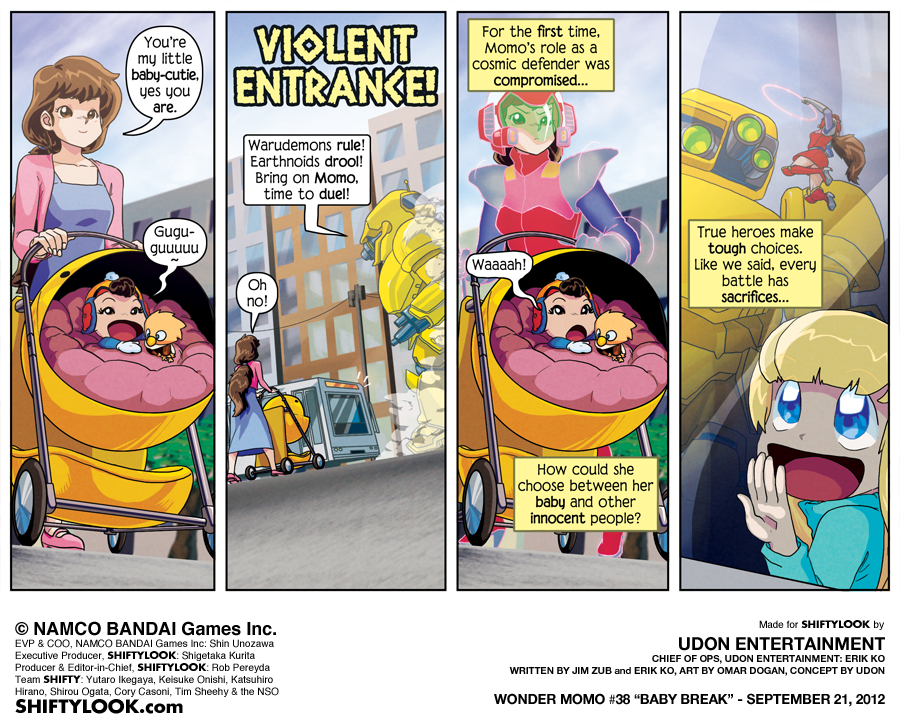 You're
my little
baby-cutie,
yes you
are.
Gugu-
guuuuu
~
VIOLENT
ENTRANCE!
Warudemons rule!
Earthnoids drool!
Bring on Momo,
time to duel!
Oh
no!
For the first time,
Momo's role as a
cosmic defender was
compromised...
Waaaah!
How could she
choose between her
baby and other
innocent people?
True heroes make
tough choices.
Like we said, every
battle has
sacrifices...
© NAMCO BANDAI Games Inc.
EVP & COO, NAMCO BANDAI Games Inc: Shin Unozawa
Executive Producer, SHIFTYLOOK: Shigetaka Kurita
Producer & Editor-in-Chief, SHIFTYLOOK: Rob Pereyda
Team SHIFTY: Yutaro Ikegaya, Keisuke Onishi, Katsuhiro
Hirano, Shirou Ogata, Cory Casoni, Tim Sheehy & the NSO
SHIFTYLOOK.com
Made for SHIFTYLOOK by
UDON ENTERTAINMENT
CHIEF OF OPS, UDON ENTERTAINMENT: ERIK KO
WRITTEN BY JIM ZUB and ERIK KO, ART BY OMAR DOGAN, CONCEPT BY UDON
WONDER MOMO #38 "BABY BREAK" - SEPTEMBER 21, 2012